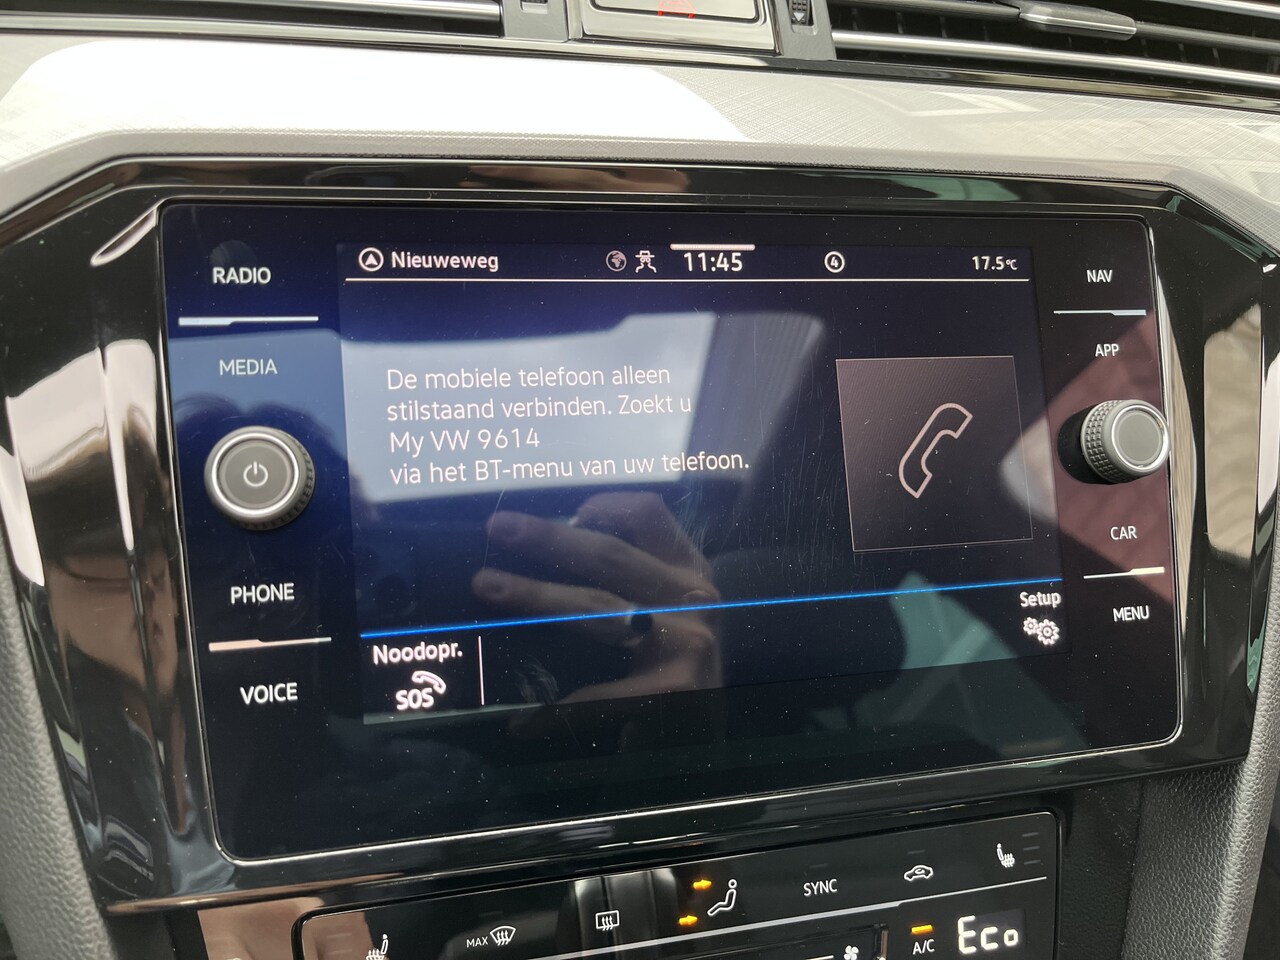 RADIO
MEDIA
PHONE
VOICE
Nieuweweg
11:45
4
17.5°C
De mobiele telefoon alleen
stilstaand verbinden. Zoekt u
My VW 9614
via het BT-menu van uw telefoon.
Noodopr.
SOS
Setup
NAV
APP
CAR
MENU
MAX
SYNC
A/C
Eco